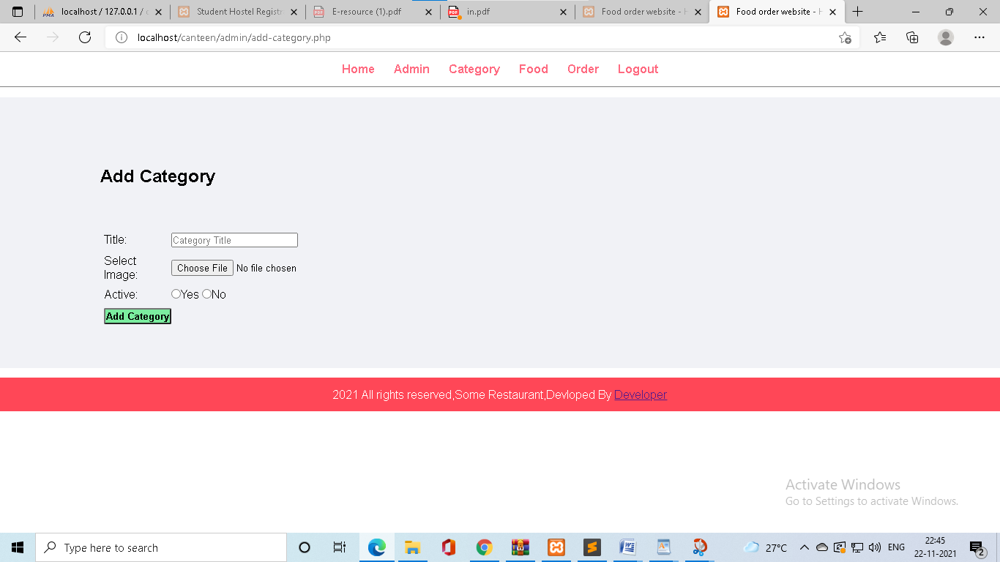 localhost / 127.0.0.1 / c
Student Hostel Registr
E-resource (1).pdf
in.pdf
Food order website - H
Food order website - H
localhost/canteen/admin/add-category.php
Home Admin Category Food Order Logout
Add Category
Title: Category Title
Select
Image: Choose File No file chosen
Active: Yes No
Add Category
2021 All rights reserved,Some Restaurant,Devloped By Developer
Activate Windows
Go to Settings to activate Windows.
Type here to search
27°C
ENG
22:45
22-11-2021
2